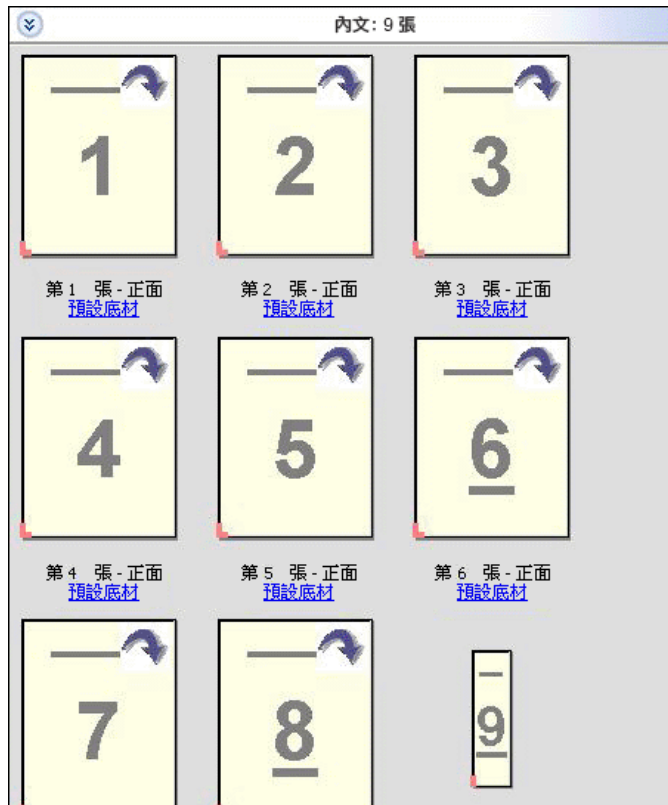 內文: 9 張
1
2
3
第 1 張 - 正面
預設底材
第 2 張 - 正面
預設底材
第 3 張 - 正面
預設底材
4
5
6
第 4 張 - 正面
預設底材
第 5 張 - 正面
預設底材
第 6 張 - 正面
預設底材
7
8
9